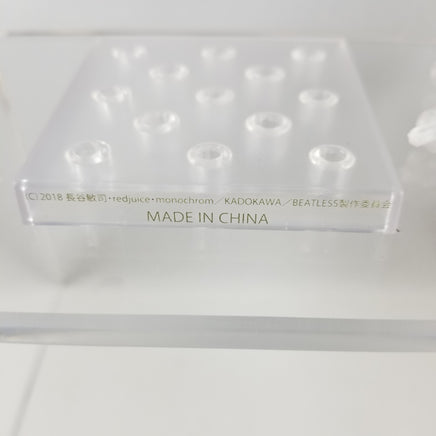 (C) 2018 長谷敏司・redjuice・monochrom／KADOKAWA／BEATLESS製作委員会
MADE IN CHINA